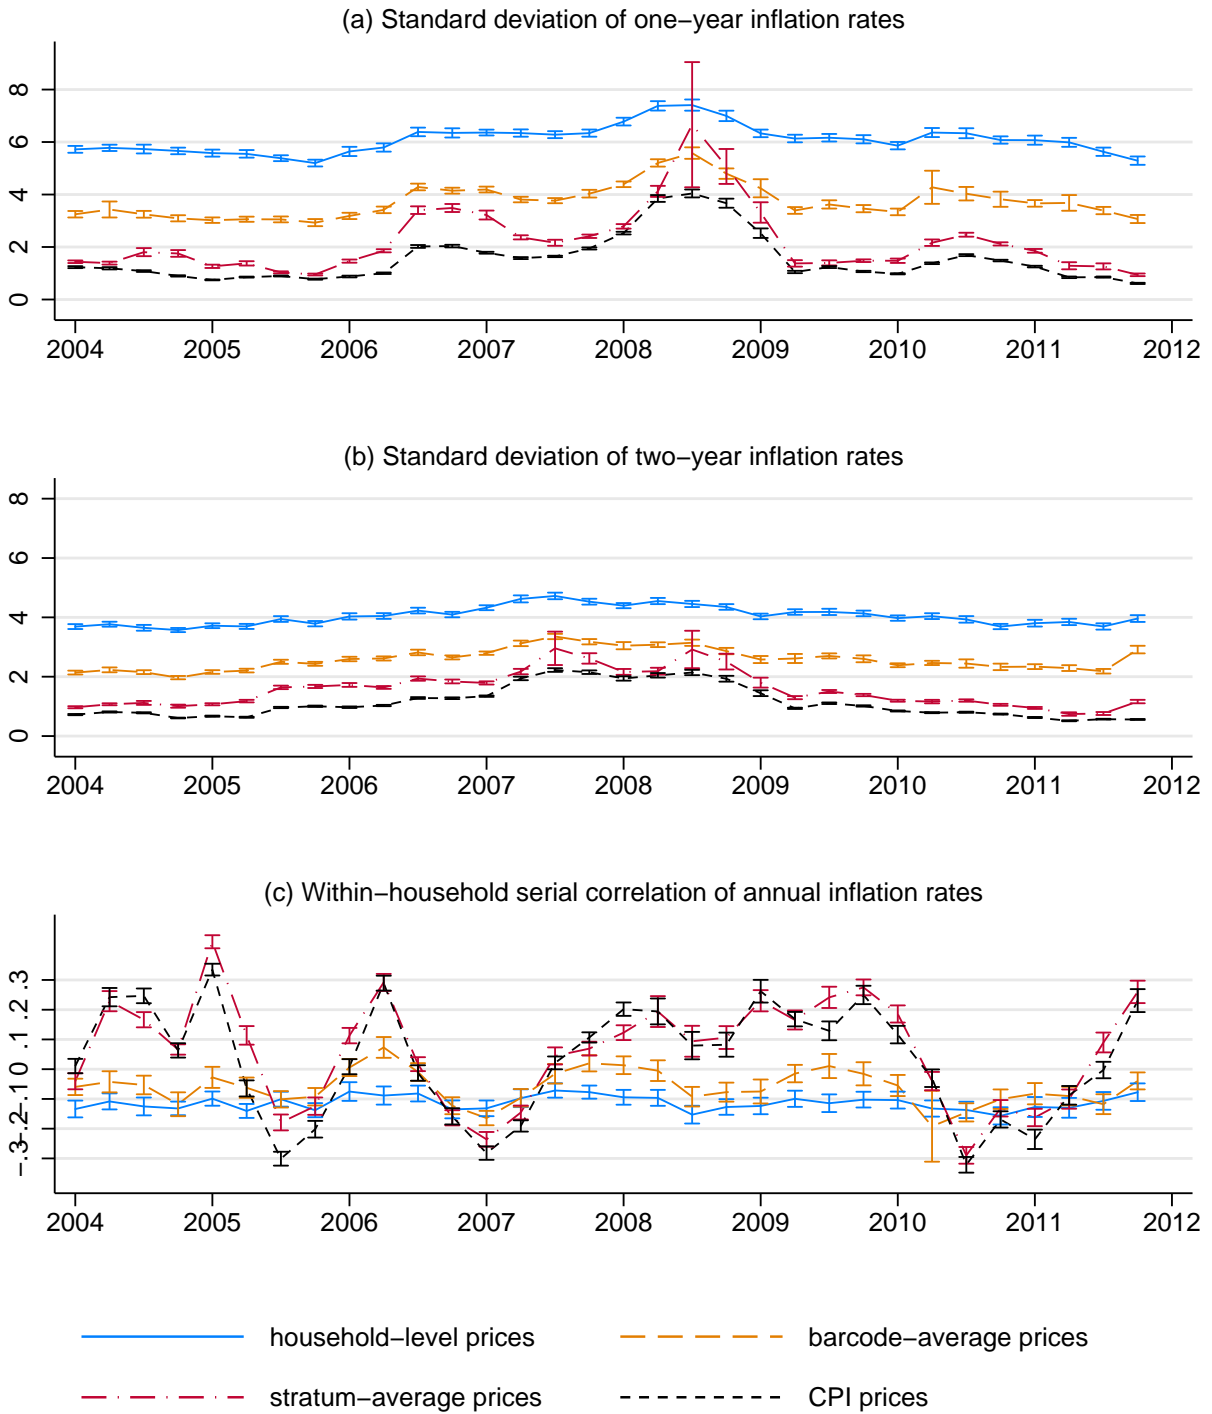 (a) Standard deviation of one−year inflation rates
8
6
4
2
0
2004 2005 2006 2007 2008 2009 2010 2011 2012
(b) Standard deviation of two−year inflation rates
8
6
4
2
0
2004 2005 2006 2007 2008 2009 2010 2011 2012
(c) Within−household serial correlation of annual inflation rates
.3
.2
.1
0
−.1
−.2
−.3
2004 2005 2006 2007 2008 2009 2010 2011 2012
household−level prices
barcode−average prices
stratum−average prices
CPI prices